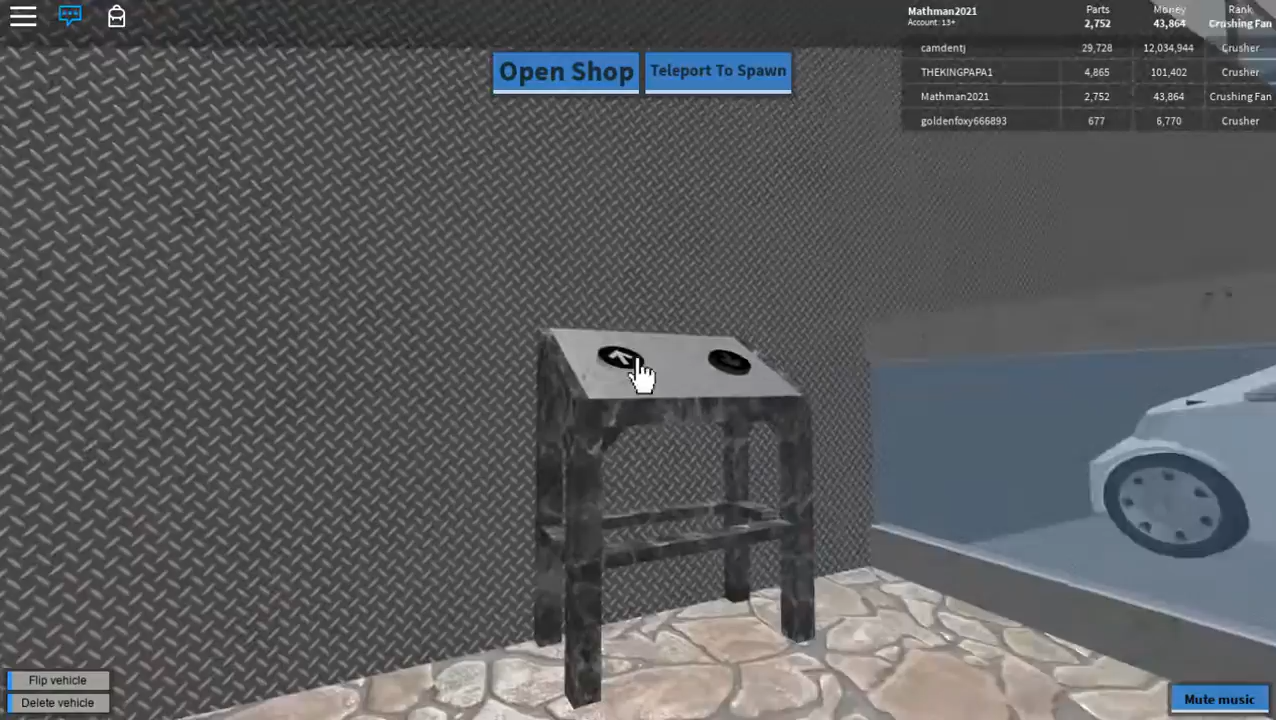 Open Shop
Teleport To Spawn
Mathman2021
Account: 13+
Parts
2,752
Money
43,864
Rank
Crushing Fan
camdentj 29,728 12,034,944 Crusher
THEKINGPAPA1 4,865 101,402 Crusher
Mathman2021 2,752 43,864 Crushing Fan
goldenfoxy666893 677 6,770 Crusher
Flip vehicle
Delete vehicle
Mute music